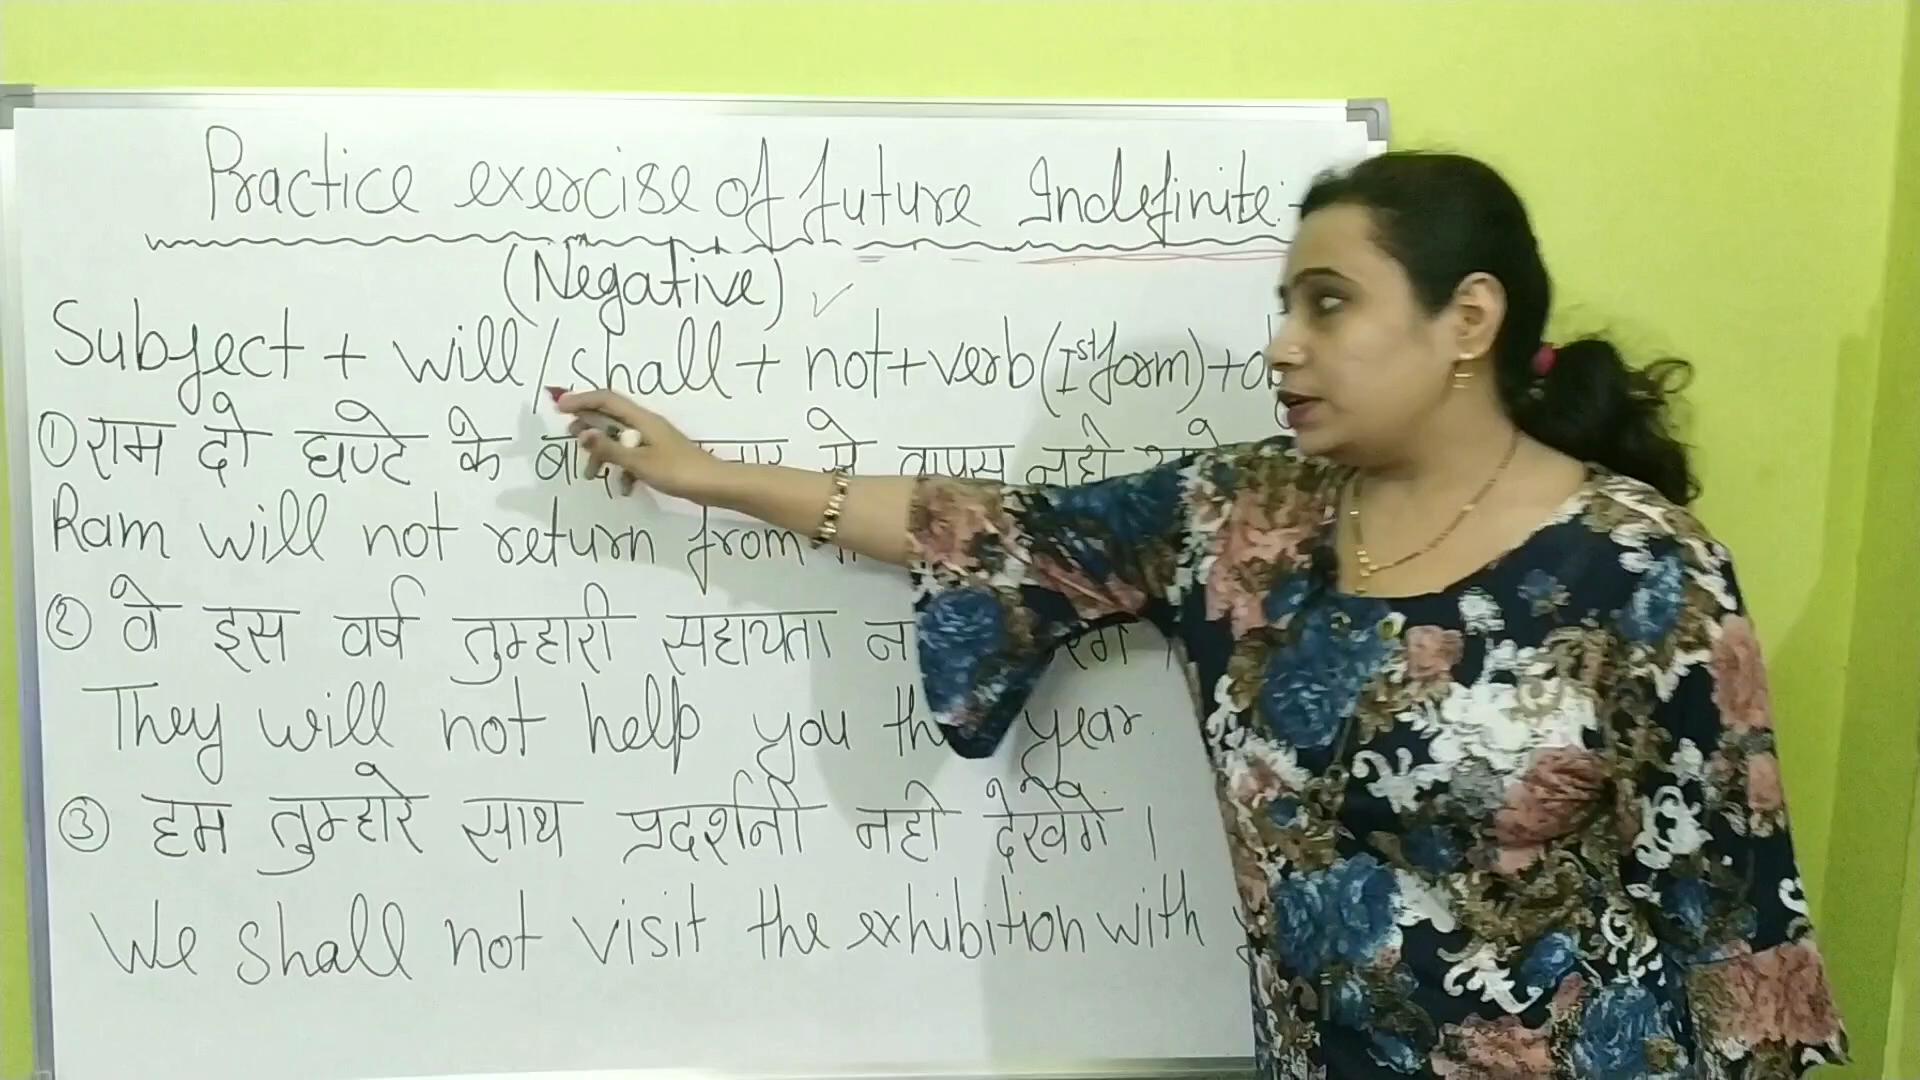 Practice exercise of future Indefinite:-
(Negative) ✓
Subject + will/shall + not + verb (Ist form) +
① राम दो घण्टे के से वापस नही
Ram will not return from
② वे इस वर्ष तुम्हारी सहायता
They will not help you year.
③ हम तुम्हारे साथ प्रदर्शनी नही देखेंगे ।
We shall not visit the exhibition with